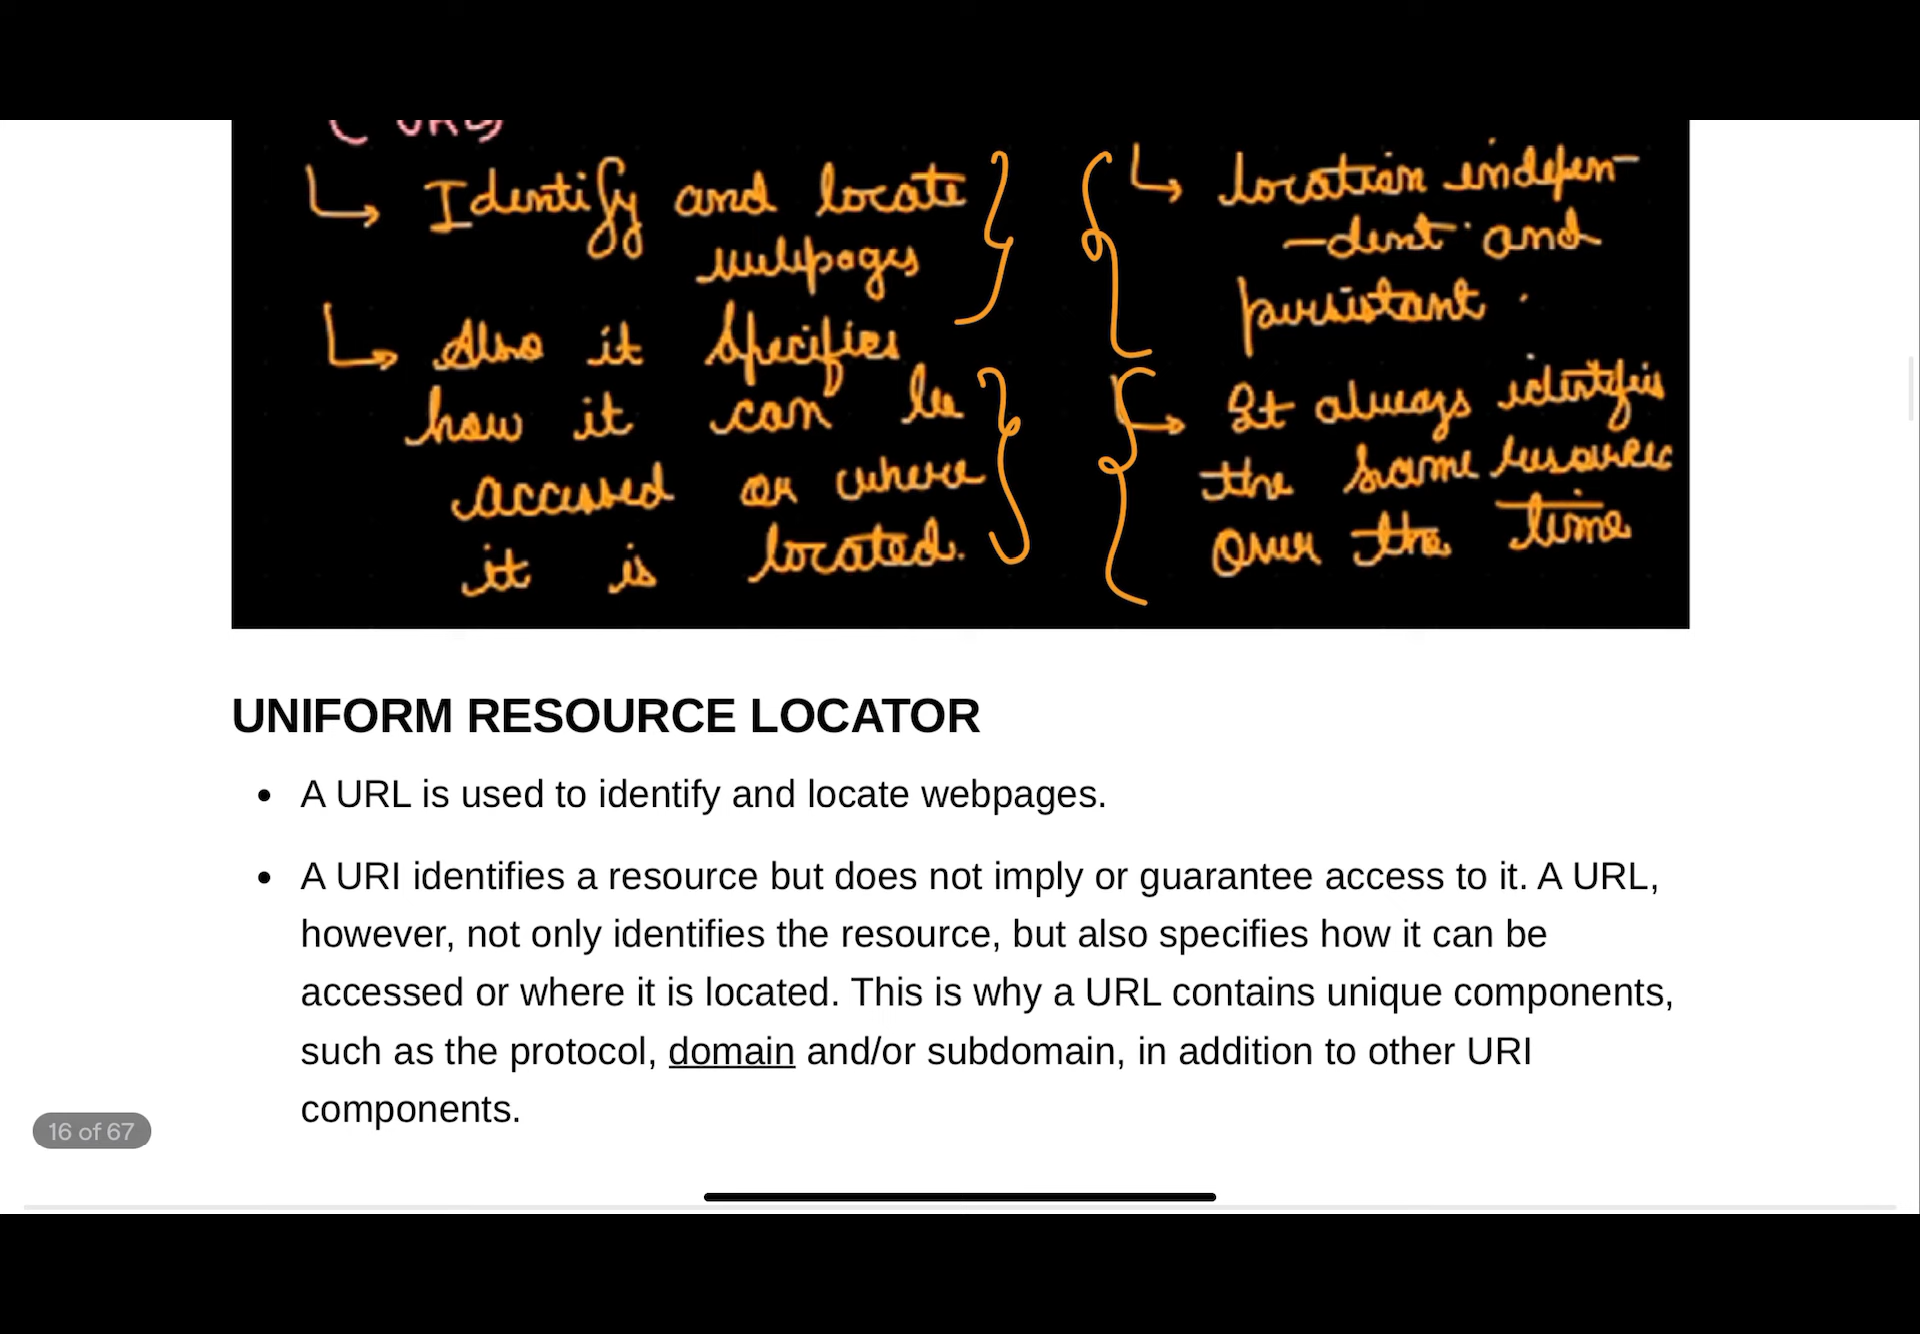 (URL)
Identify and locate
webpages
Also it specifies
how it can be
accessed or where
it is located.
location indepen-
-dent and
persistant.
It always identifies
the same resource
over the time
UNIFORM RESOURCE LOCATOR
• A URL is used to identify and locate webpages.
• A URI identifies a resource but does not imply or guarantee access to it. A URL,
however, not only identifies the resource, but also specifies how it can be
accessed or where it is located. This is why a URL contains unique components,
such as the protocol, domain and/or subdomain, in addition to other URI
components.
16 of 67